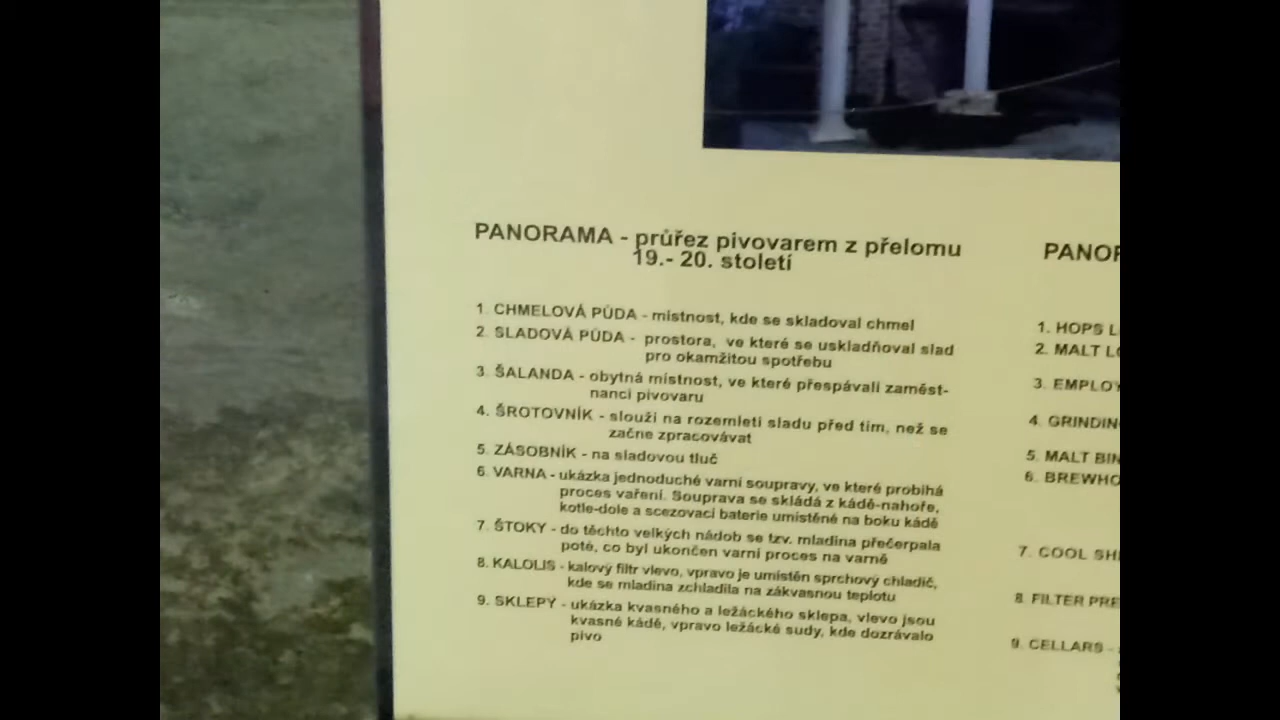 PANORAMA - průřez pivovarem z přelomu
19.- 20. století
1. CHMELOVÁ PŮDA - místnost, kde se skladoval chmel
2. SLADOVÁ PŮDA - prostora, ve které se uskladňoval slad
pro okamžitou spotřebu
3. ŠALANDA - obytná místnost, ve které přespávali zaměst-
nanci pivovaru
4. ŠROTOVNÍK - slouží na rozemletí sladu před tím, než se
začne zpracovávat
5. ZÁSOBNÍK - na sladovou tluč
6. VARNA - ukázka jednoduché varní soupravy, ve které probíhá
proces vaření. Souprava se skládá z kádě-nahoře,
kotle-dole a scezovací baterie umístěné na boku kádě
7. ŠTOKY - do těchto velkých nádob se tzv. mladina přečerpala
poté, co byl ukončen varní proces na varně
8. KALOLIS - kalový filtr vlevo, vpravo je umístěn sprchový chladič,
kde se mladina zchladila na zákvasnou teplotu
9. SKLEPY - ukázka kvasného a ležáckého sklepa, vlevo jsou
kvasné kádě, vpravo ležácké sudy, kde dozrávalo
pivo
1. HOPS
2. MALT
3.
4.
5. MALT BIN
6.
7. COOL
8. FILTER
9. CELLARS -